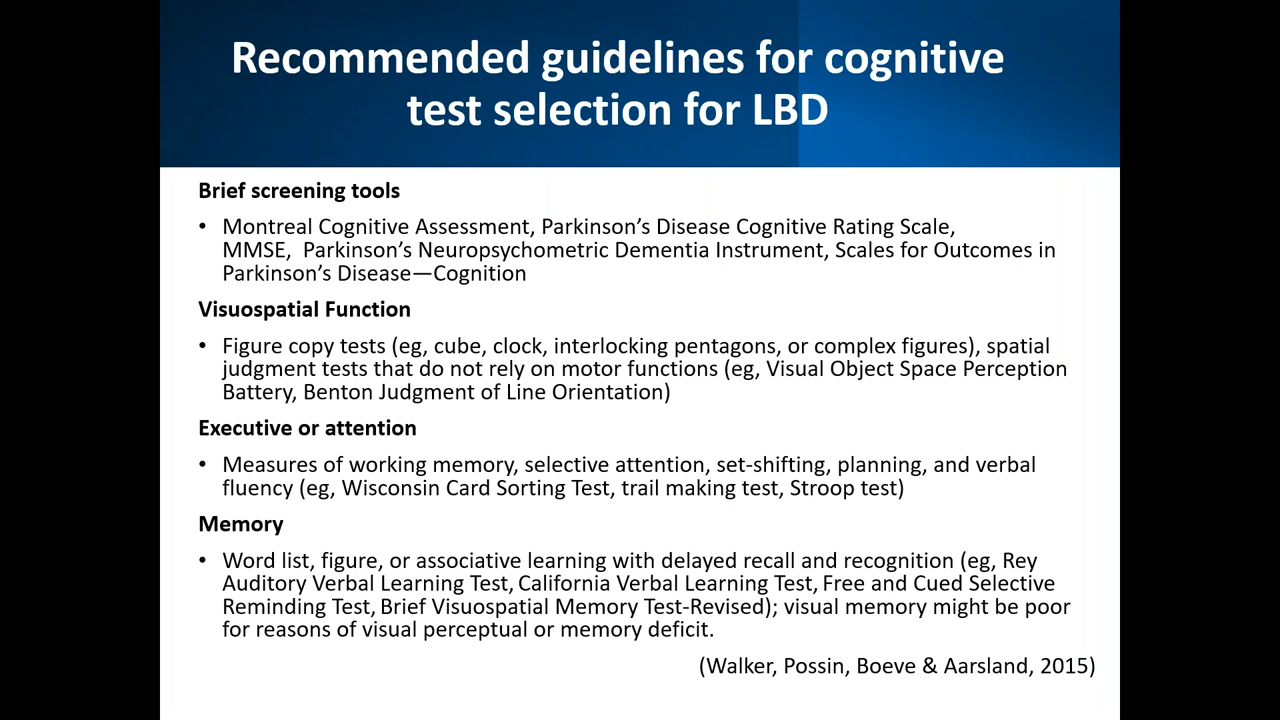 Recommended guidelines for cognitive
test selection for LBD
Brief screening tools
• Montreal Cognitive Assessment, Parkinson’s Disease Cognitive Rating Scale,
MMSE,  Parkinson’s Neuropsychometric Dementia Instrument, Scales for Outcomes in
Parkinson’s Disease—Cognition
Visuospatial Function
• Figure copy tests (eg, cube, clock, interlocking pentagons, or complex figures), spatial
judgment tests that do not rely on motor functions (eg, Visual Object Space Perception
Battery, Benton Judgment of Line Orientation)
Executive or attention
• Measures of working memory, selective attention, set-shifting, planning, and verbal
fluency (eg, Wisconsin Card Sorting Test, trail making test, Stroop test)
Memory
• Word list, figure, or associative learning with delayed recall and recognition (eg, Rey
Auditory Verbal Learning Test, California Verbal Learning Test, Free and Cued Selective
Reminding Test, Brief Visuospatial Memory Test-Revised); visual memory might be poor
for reasons of visual perceptual or memory deficit.
(Walker, Possin, Boeve & Aarsland, 2015)